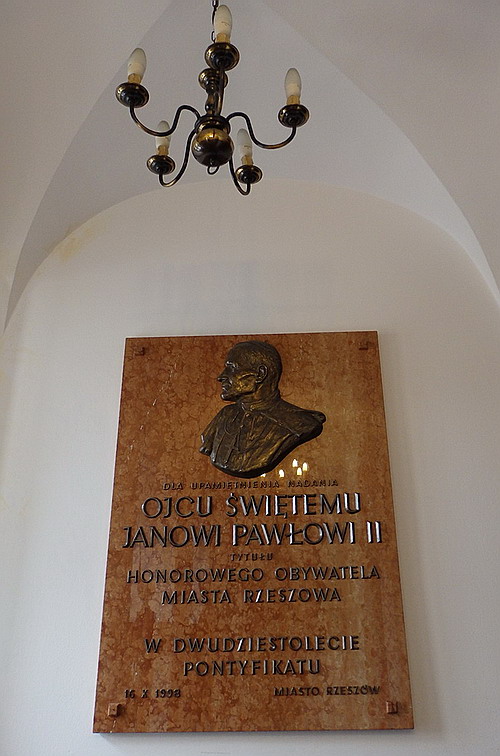 DLA UPAMIĘTNIENIA NADANIA
OJCU ŚWIĘTEMU
JANOWI PAWŁOWI II
TYTUŁU
HONOROWEGO OBYWATELA
MIASTA RZESZOWA
W DWUDZIESTOLECIE
PONTYFIKATU
16 X 1998 MIASTO RZESZÓW